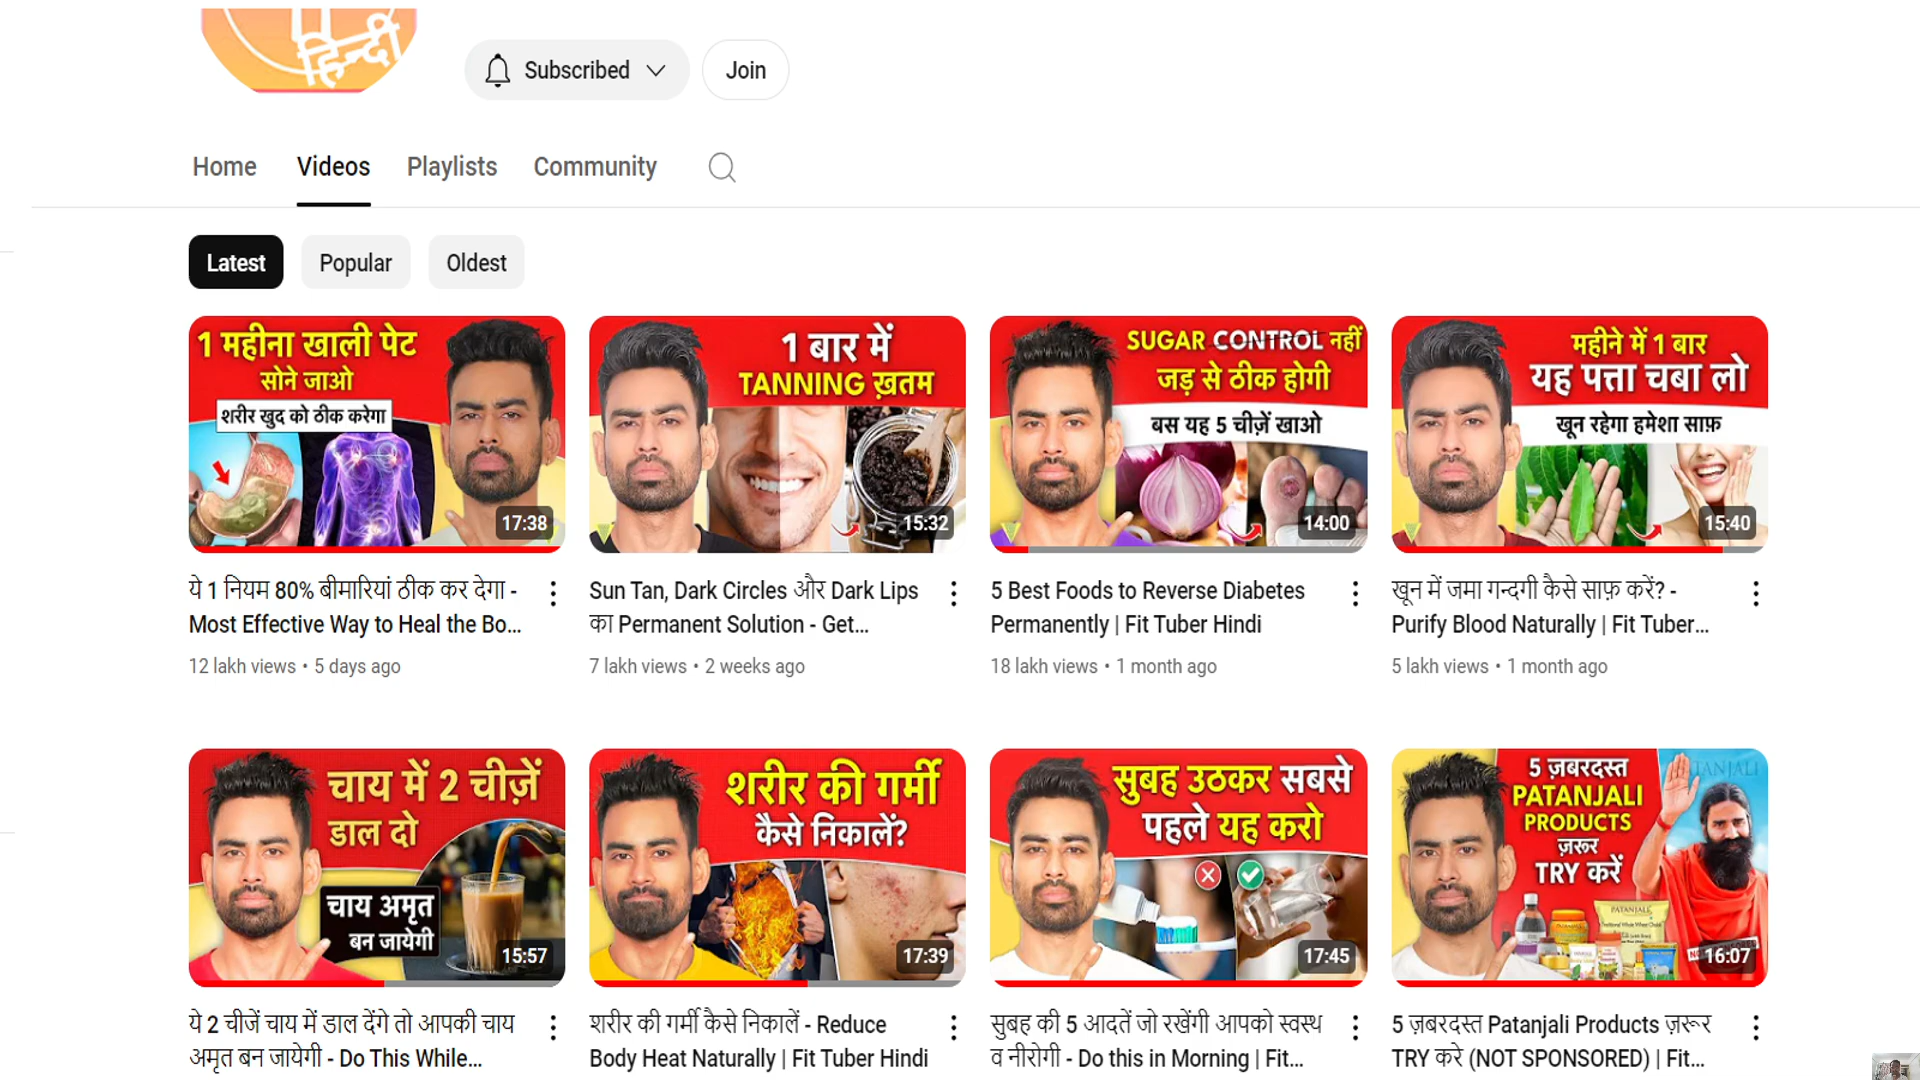 हिन्दी
Subscribed
Join
Home
Videos
Playlists
Community
Latest
Popular
Oldest
1 महीना खाली पेट
सोने जाओ
शरीर खुद को ठीक करेगा
17:38
1 बार में
TANNING ख़तम
15:32
SUGAR CONTROL नहीं
जड़ से ठीक होगी
बस यह 5 चीज़ें खाओ
14:00
महीने में 1 बार
यह पत्ता चबा लो
खून रहेगा हमेशा साफ़
15:40
ये 1 नियम 80% बीमारियां ठीक कर देगा -
Most Effective Way to Heal the Bo...
12 lakh views • 5 days ago
Sun Tan, Dark Circles और Dark Lips
का Permanent Solution - Get...
7 lakh views • 2 weeks ago
5 Best Foods to Reverse Diabetes
Permanently | Fit Tuber Hindi
18 lakh views • 1 month ago
खून में जमा गन्दगी कैसे साफ़ करें? -
Purify Blood Naturally | Fit Tuber...
5 lakh views • 1 month ago
चाय में 2 चीज़ें
डाल दो
चाय अमृत
बन जायेगी
15:57
शरीर की गर्मी
कैसे निकालें?
17:39
सुबह उठकर सबसे
पहले यह करो
17:45
5 ज़बरदस्त
PATANJALI
PRODUCTS
ज़रूर
TRY करें
PATANJALI
16:07
ये 2 चीजें चाय में डाल देंगे तो आपकी चाय
अमृत बन जायेगी - Do This While...
शरीर की गर्मी कैसे निकालें - Reduce
Body Heat Naturally | Fit Tuber Hindi
सुबह की 5 आदतें जो रखेंगी आपको स्वस्थ
व नीरोगी - Do this in Morning | Fit...
5 ज़बरदस्त Patanjali Products ज़रूर
TRY करे (NOT SPONSORED) | Fit...